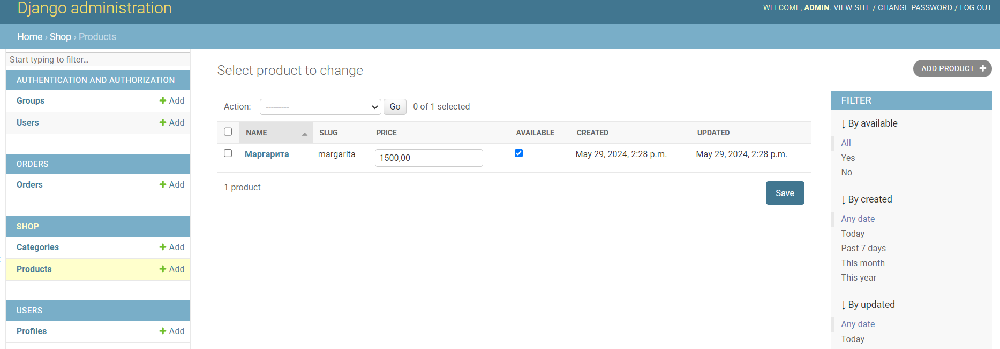 Django administration
WELCOME, ADMIN. VIEW SITE / CHANGE PASSWORD / LOG OUT
Home › Shop › Products
Start typing to filter...
AUTHENTICATION AND AUTHORIZATION
Groups Add
Users Add
ORDERS
Orders Add
SHOP
Categories Add
Products Add
USERS
Profiles Add
Select product to change
ADD PRODUCT
Action: --------- Go 0 of 1 selected
NAME SLUG PRICE AVAILABLE CREATED UPDATED
Маргарита margarita 1500,00 May 29, 2024, 2:28 p.m. May 29, 2024, 2:28 p.m.
1 product
Save
FILTER
↓ By available
All
Yes
No
↓ By created
Any date
Today
Past 7 days
This month
This year
↓ By updated
Any date
Today